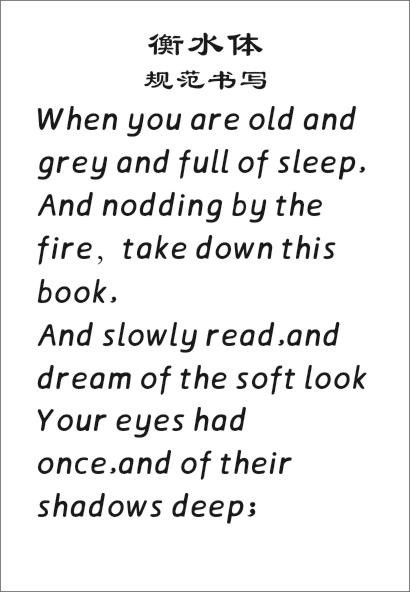 衡水体
规范书写
When you are old and
grey and full of sleep,
And nodding by the
fire, take down this
book,
And slowly read,and
dream of the soft look
Your eyes had
once,and of their
shadows deep;